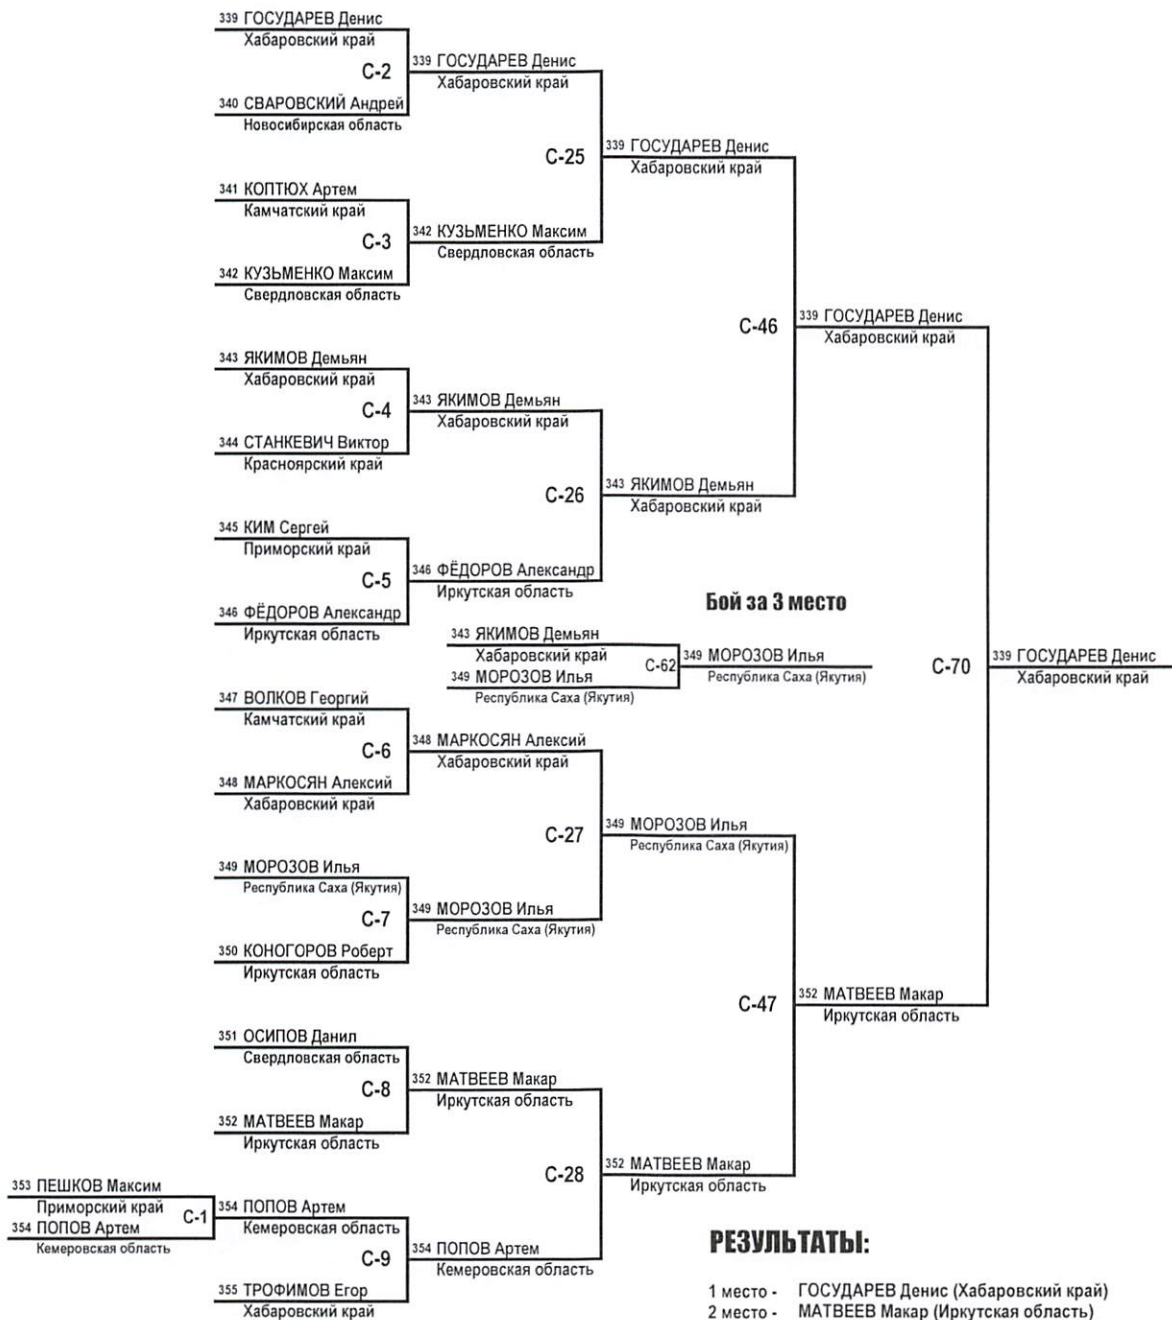 339 ГОСУДАРЕВ Денис
Хабаровский край
С-2
339 ГОСУДАРЕВ Денис
Хабаровский край
340 СВАРОВСКИЙ Андрей
Новосибирская область
С-25
339 ГОСУДАРЕВ Денис
Хабаровский край
341 КОПТЮХ Артем
Камчатский край
С-3
342 КУЗЬМЕНКО Максим
Свердловская область
342 КУЗЬМЕНКО Максим
Свердловская область
С-46
339 ГОСУДАРЕВ Денис
Хабаровский край
343 ЯКИМОВ Демьян
Хабаровский край
С-4
343 ЯКИМОВ Демьян
Хабаровский край
344 СТАНКЕВИЧ Виктор
Красноярский край
С-26
343 ЯКИМОВ Демьян
Хабаровский край
345 КИМ Сергей
Приморский край
С-5
346 ФЁДОРОВ Александр
Иркутская область
346 ФЁДОРОВ Александр
Иркутская область
Бой за 3 место
343 ЯКИМОВ Демьян
Хабаровский край
С-62
349 МОРОЗОВ Илья
Республика Саха (Якутия)
349 МОРОЗОВ Илья
Республика Саха (Якутия)
С-70
339 ГОСУДАРЕВ Денис
Хабаровский край
347 ВОЛКОВ Георгий
Камчатский край
С-6
348 МАРКОСЯН Алексий
Хабаровский край
348 МАРКОСЯН Алексий
Хабаровский край
С-27
349 МОРОЗОВ Илья
Республика Саха (Якутия)
349 МОРОЗОВ Илья
Республика Саха (Якутия)
С-7
349 МОРОЗОВ Илья
Республика Саха (Якутия)
350 КОНОГОРОВ Роберт
Иркутская область
С-47
352 МАТВЕЕВ Макар
Иркутская область
351 ОСИПОВ Данил
Свердловская область
С-8
352 МАТВЕЕВ Макар
Иркутская область
352 МАТВЕЕВ Макар
Иркутская область
С-28
352 МАТВЕЕВ Макар
Иркутская область
353 ПЕШКОВ Максим
Приморский край
С-1
354 ПОПОВ Артем
Кемеровская область
354 ПОПОВ Артем
Кемеровская область
С-9
354 ПОПОВ Артем
Кемеровская область
355 ТРОФИМОВ Егор
Хабаровский край
РЕЗУЛЬТАТЫ:
1 место - ГОСУДАРЕВ Денис (Хабаровский край)
2 место - МАТВЕЕВ Макар (Иркутская область)